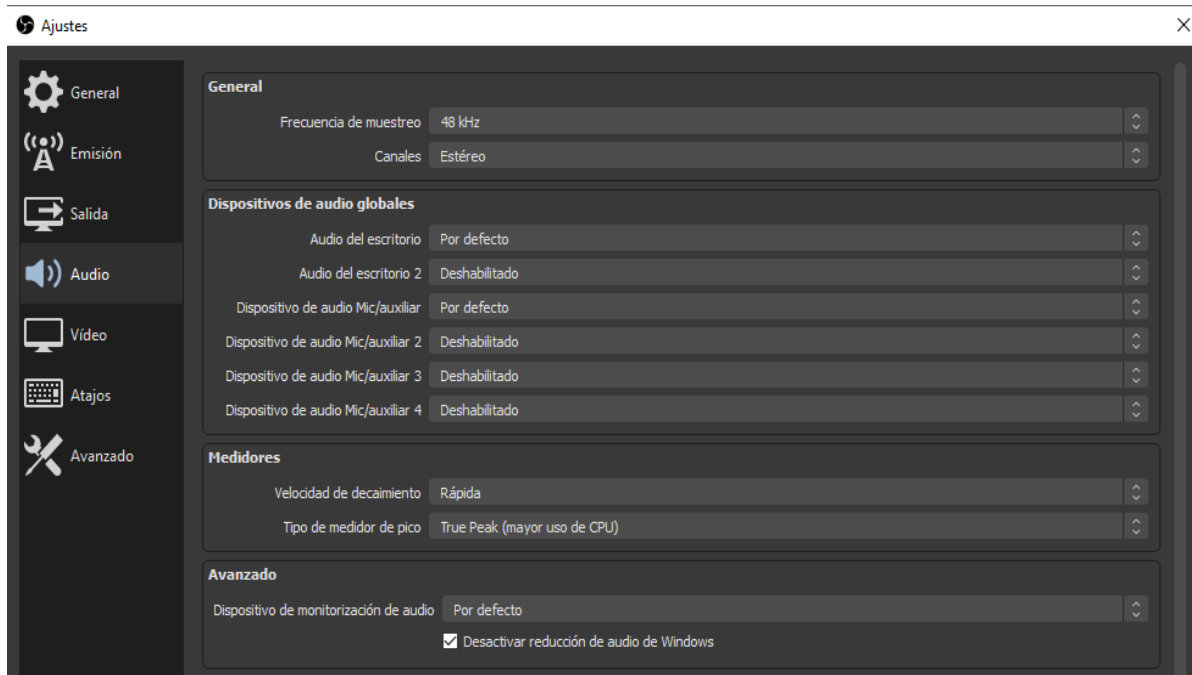 Ajustes
General
Emisión
Salida
Audio
Vídeo
Atajos
Avanzado
General
Frecuencia de muestreo 48 kHz
Canales Estéreo
Dispositivos de audio globales
Audio del escritorio Por defecto
Audio del escritorio 2 Deshabilitado
Dispositivo de audio Mic/auxiliar Por defecto
Dispositivo de audio Mic/auxiliar 2 Deshabilitado
Dispositivo de audio Mic/auxiliar 3 Deshabilitado
Dispositivo de audio Mic/auxiliar 4 Deshabilitado
Medidores
Velocidad de decaimiento Rápida
Tipo de medidor de pico True Peak (mayor uso de CPU)
Avanzado
Dispositivo de monitorización de audio Por defecto
Desactivar reducción de audio de Windows